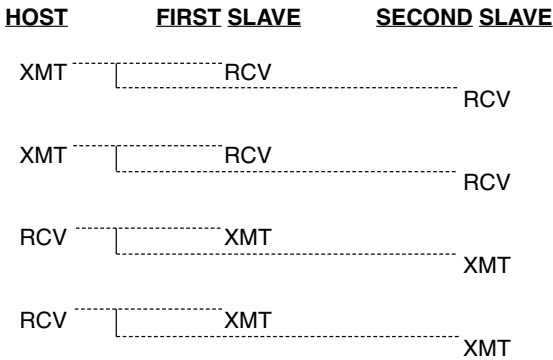 HOST FIRST SLAVE SECOND SLAVE
XMT RCV
RCV
XMT RCV
RCV
RCV XMT
XMT
RCV XMT
XMT